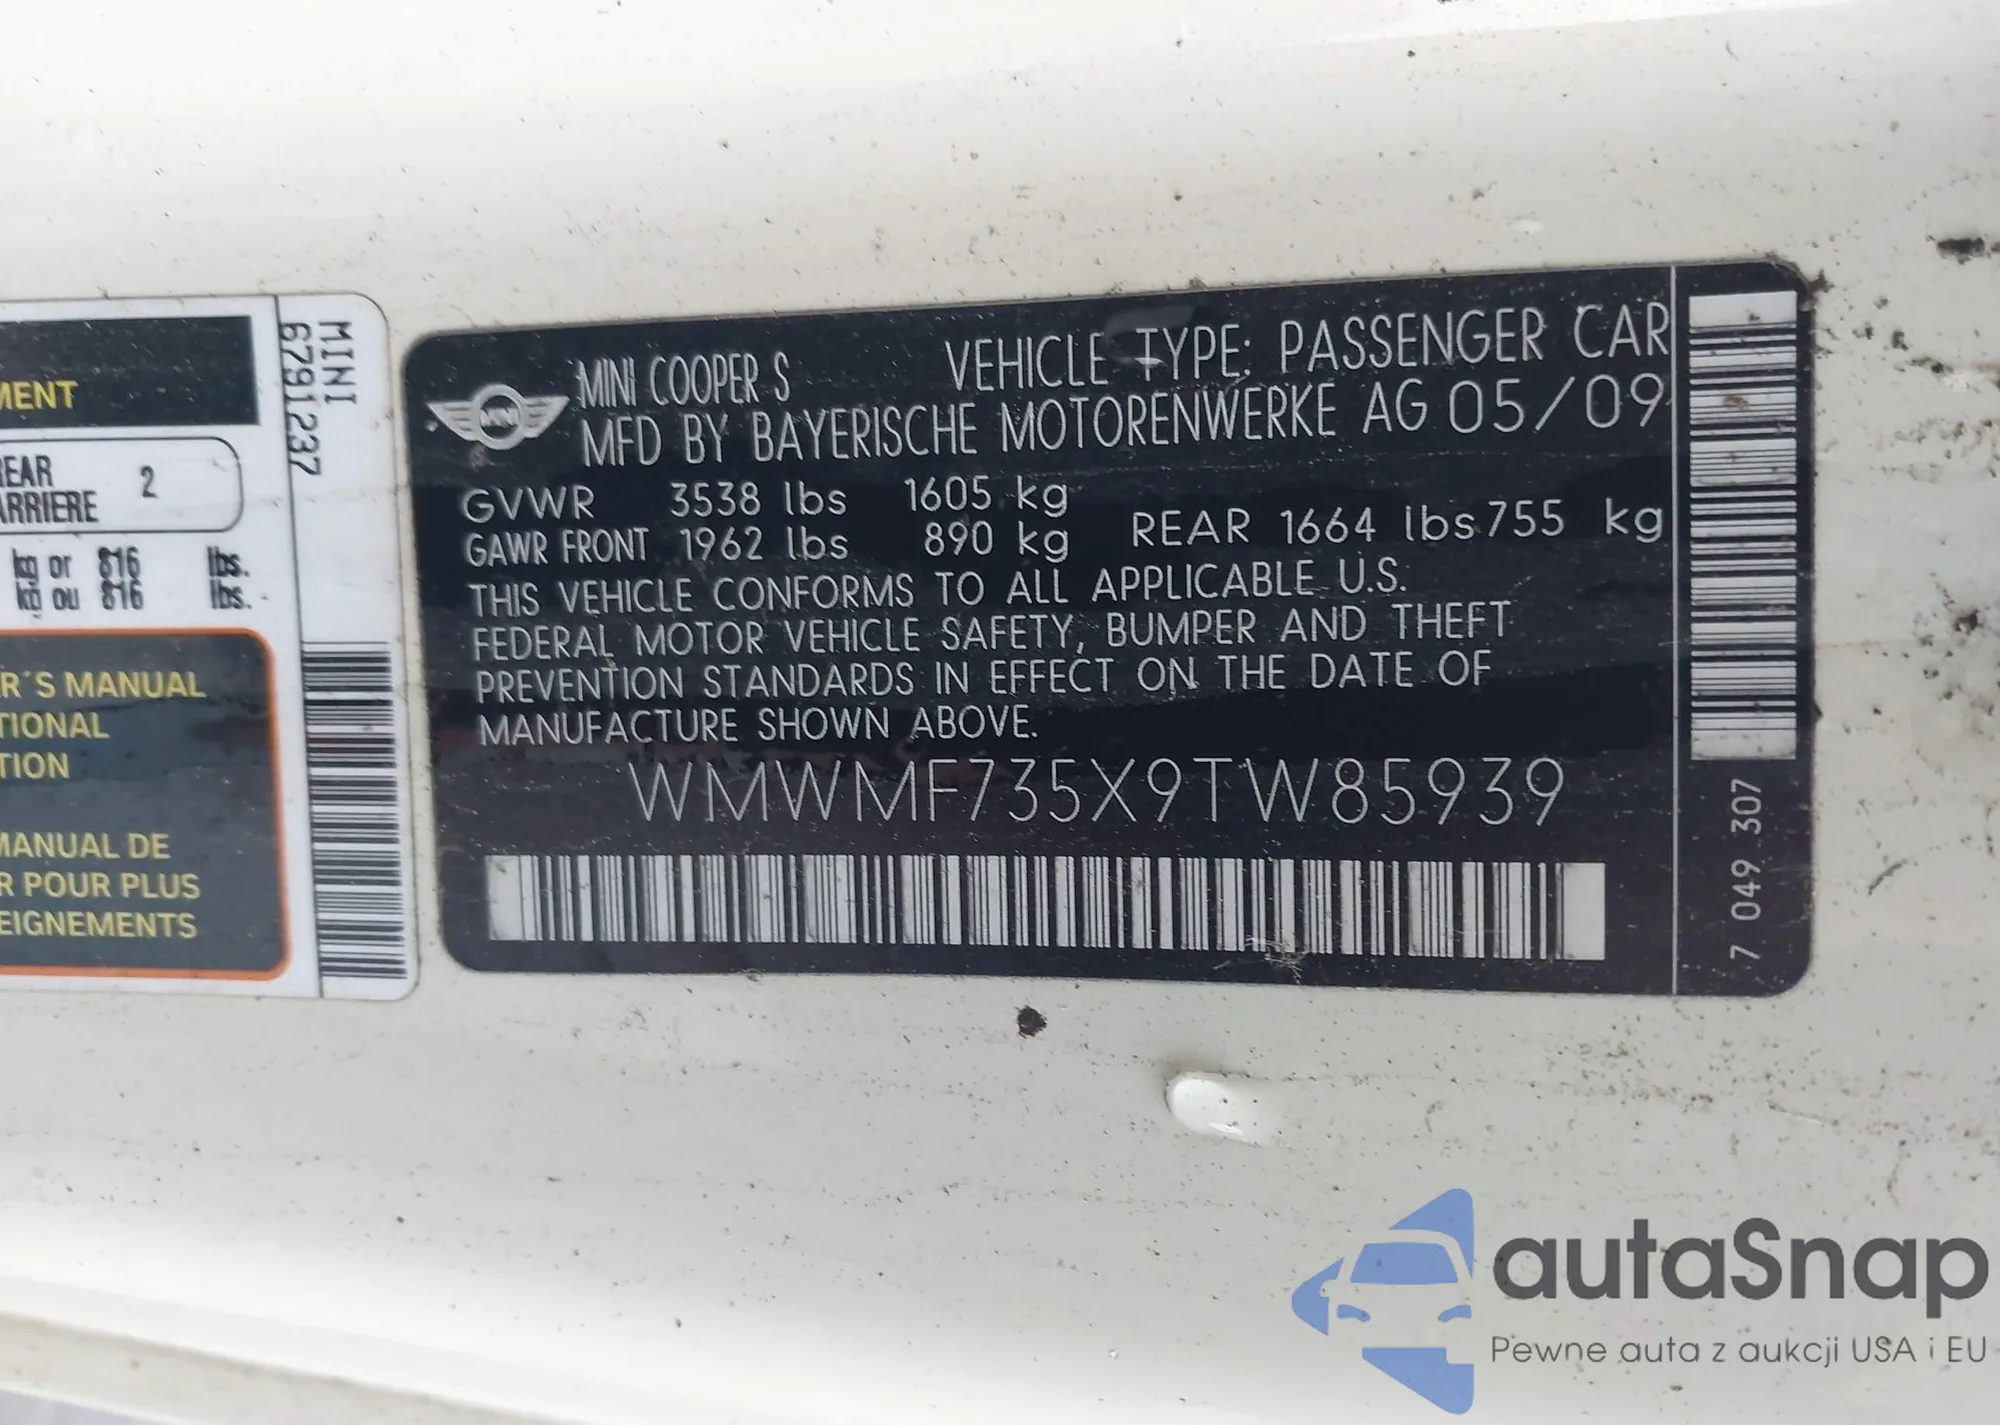 MENT
REAR 2
ARRIERE
kg or 816 lbs.
kg ou 816 lbs.
R´S MANUAL
TIONAL
TION
MANUAL DE
R POUR PLUS
EIGNEMENTS
MINI
6791237
MINI COOPER S VEHICLE TYPE: PASSENGER CAR
MFD BY BAYERISCHE MOTORENWERKE AG 05/09
MINI
GVWR 3538 lbs 1605 kg
GAWR FRONT 1962 lbs 890 kg REAR 1664 lbs 755 kg
THIS VEHICLE CONFORMS TO ALL APPLICABLE U.S.
FEDERAL MOTOR VEHICLE SAFETY, BUMPER AND THEFT
PREVENTION STANDARDS IN EFFECT ON THE DATE OF
MANUFACTURE SHOWN ABOVE.
WMWMF735X9TW85939
7 049 307
autaSnap
Pewne auta z aukcji USA i EU